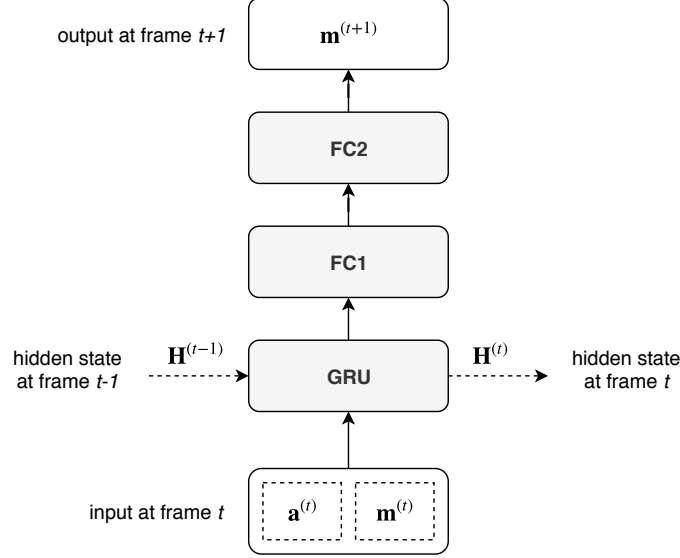 output at frame t+1
m^(t+1)
FC2
FC1
hidden state
at frame t-1
H^(t−1)
GRU
H^(t)
hidden state
at frame t
input at frame t
a^(t)
m^(t)